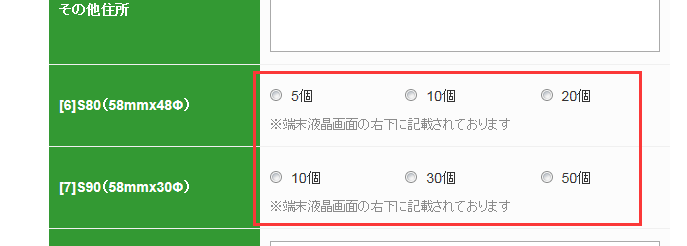 その他住所
[6]S80（58mmx48Φ）
5個 10個 20個
※端末液晶画面の右下に記載されております
[7]S90（58mmx30Φ）
10個 30個 50個
※端末液晶画面の右下に記載されております